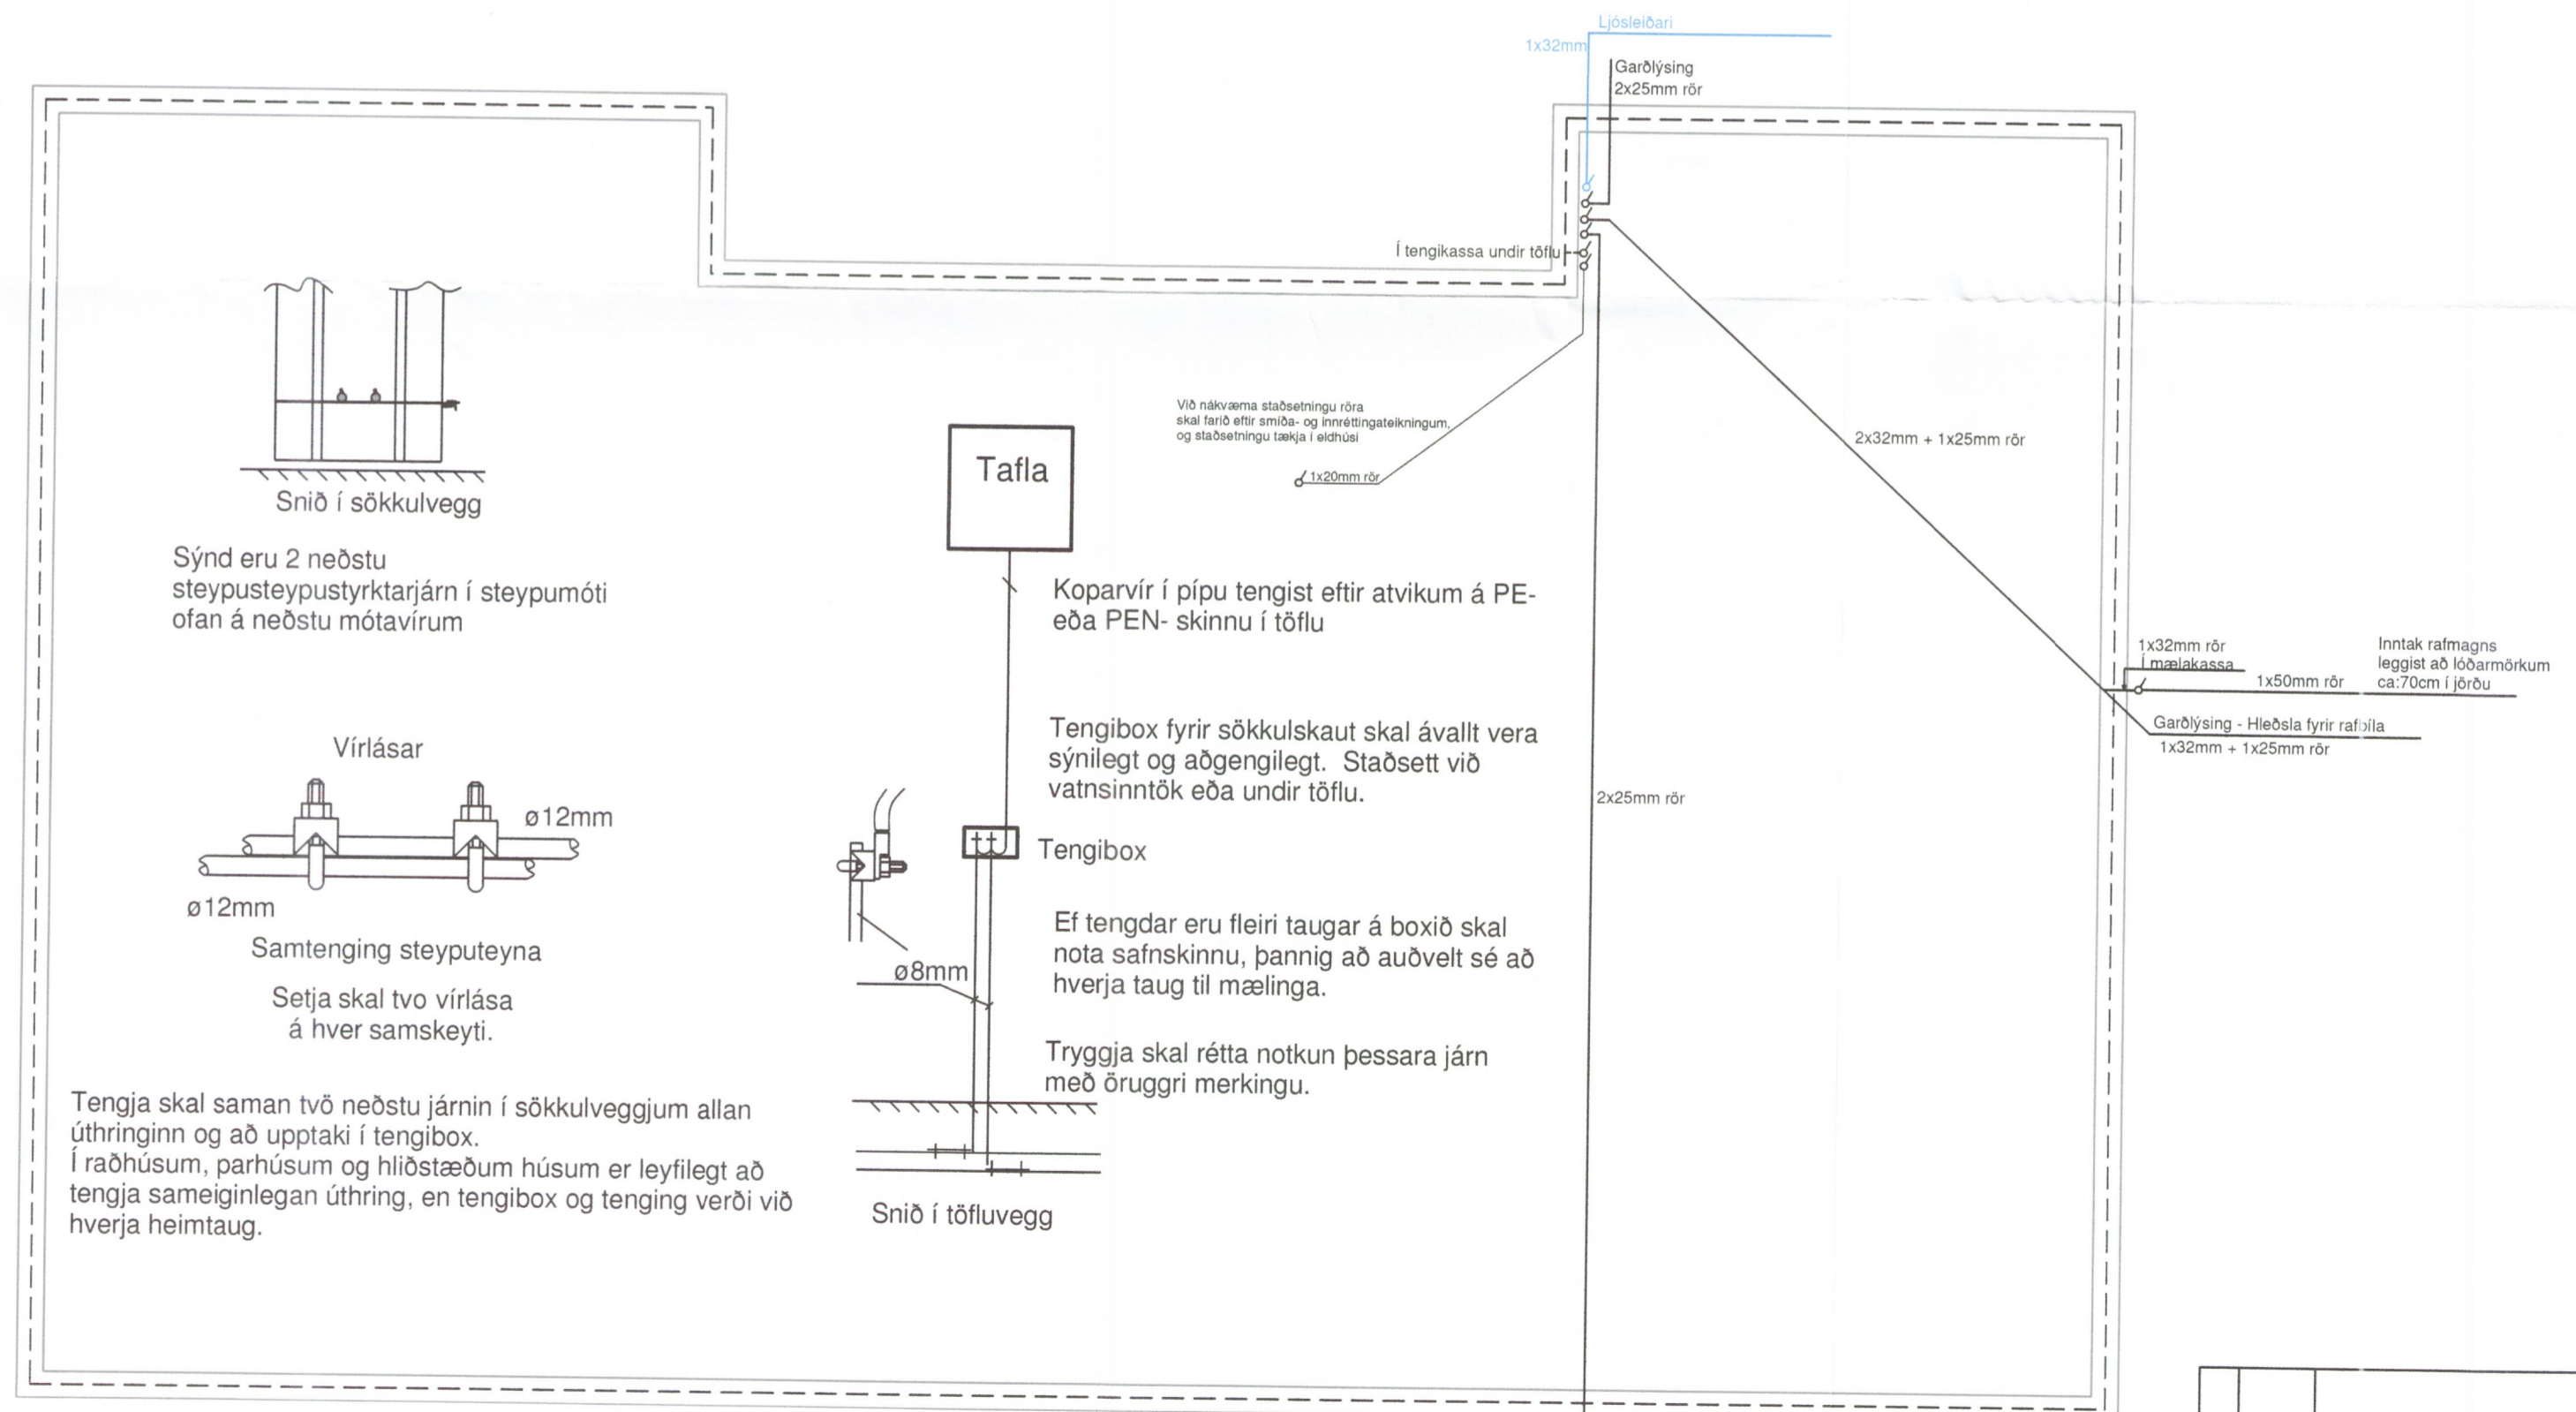 Ljósleiðari
1x32mm
Garðlýsing
2x25mm rör
Í tengikassa undir töflu
Við nákvæma staðsetningu röra
skal farið eftir smíða- og innréttingateikningum,
og staðsetningu tækja í eldhúsi
1x20mm rör
2x32mm + 1x25mm rör
Snið í sökkulvegg
Sýnd eru 2 neðstu
steypusteypustyrktarjárn í steypumóti
ofan á neðstu mótavírum
Tafla
Koparvír í pípu tengist eftir atvikum á PE-
eða PEN- skinnu í töflu
1x32mm rör
Í mælakassa
1x50mm rör
Inntak rafmagns
leggist að lóðarmörkum
ca:70cm í jörðu
Garðlýsing - Hleðsla fyrir rafbíla
1x32mm + 1x25mm rör
Tengibox fyrir sökkulskaut skal ávallt vera
sýnilegt og aðgengilegt. Staðsett við
vatnsinntök eða undir töflu.
2x25mm rör
Vírlásar
ø12mm
ø12mm
Samtenging steyputeyna
Setja skal tvo vírlása
á hver samskeyti.
Tengibox
ø8mm
Ef tengdar eru fleiri taugar á boxið skal
nota safnskinnu, þannig að auðvelt sé að
hverja taug til mælinga.
Tryggja skal rétta notkun þessara járn
með öruggri merkingu.
Tengja skal saman tvö neðstu járnin í sökkulveggjum allan
úthringinn og að upptaki í tengibox.
Í raðhúsum, parhúsum og hliðstæðum húsum er leyfilegt að
tengja sameiginlegan úthring, en tengibox og tenging verði við
hverja heimtaug.
Snið í töfluvegg